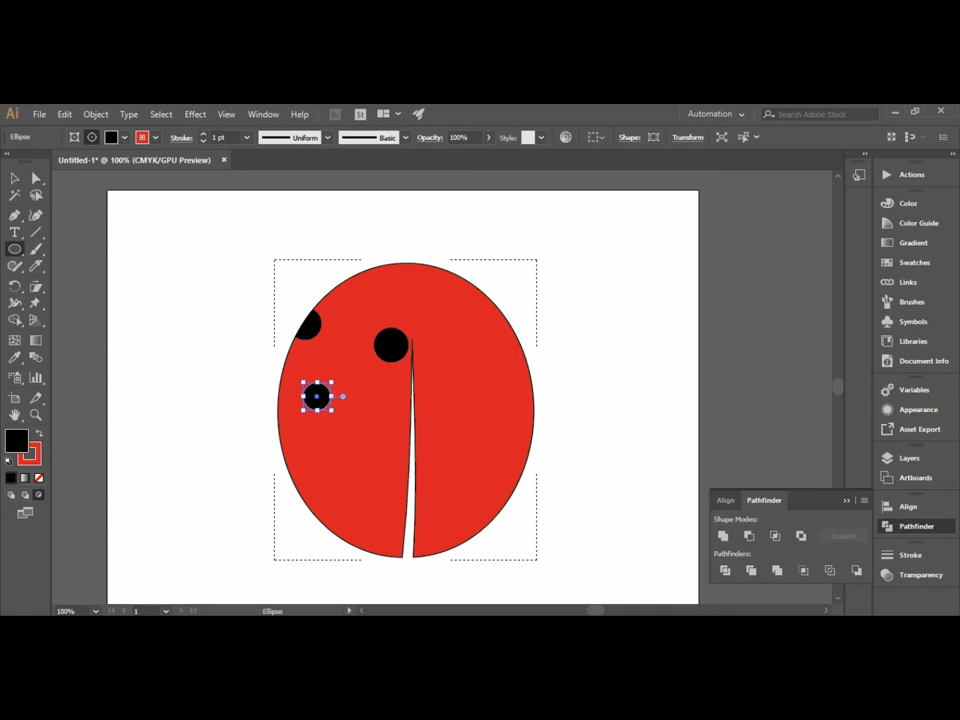 Ai File Edit Object Type Select Effect View Window Help Br St Automation Search Adobe Stock
Ellipse Stroke: 1 pt Uniform Basic Opacity: 100% Style: Shape: Transform
Untitled-1* @ 100% (CMYK/GPU Preview)
Actions
Color
Color Guide
Gradient
Swatches
Links
Brushes
Symbols
Libraries
Document Info
Variables
Appearance
Asset Export
Layers
Artboards
Align
Pathfinder
Stroke
Transparency
Align Pathfinder
Shape Modes:
Expand
Pathfinders:
100% 1 Ellipse